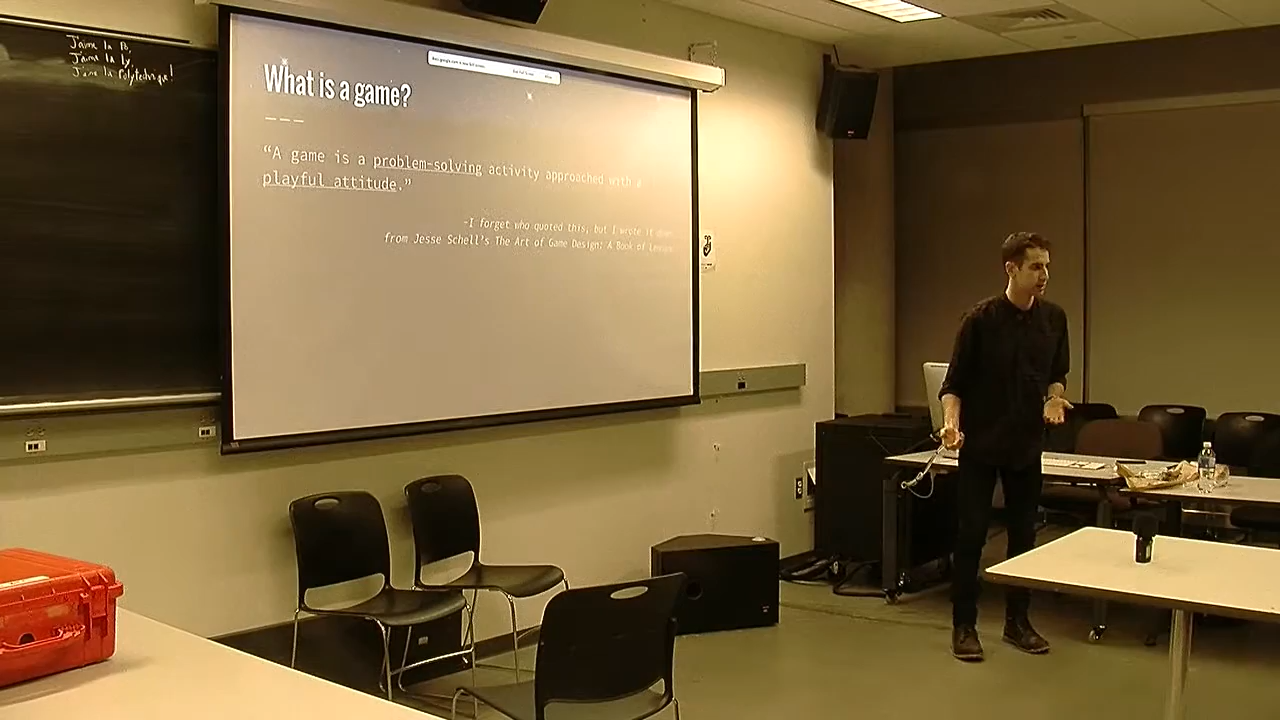 J'aime la
J'aime la
J'aime la Polytechnique!
What is a game?
“A game is a problem-solving activity approached with a
playful attitude.”
-I forget who quoted this, but I wrote it down
from Jesse Schell's The Art of Game Design: A Book of Lenses